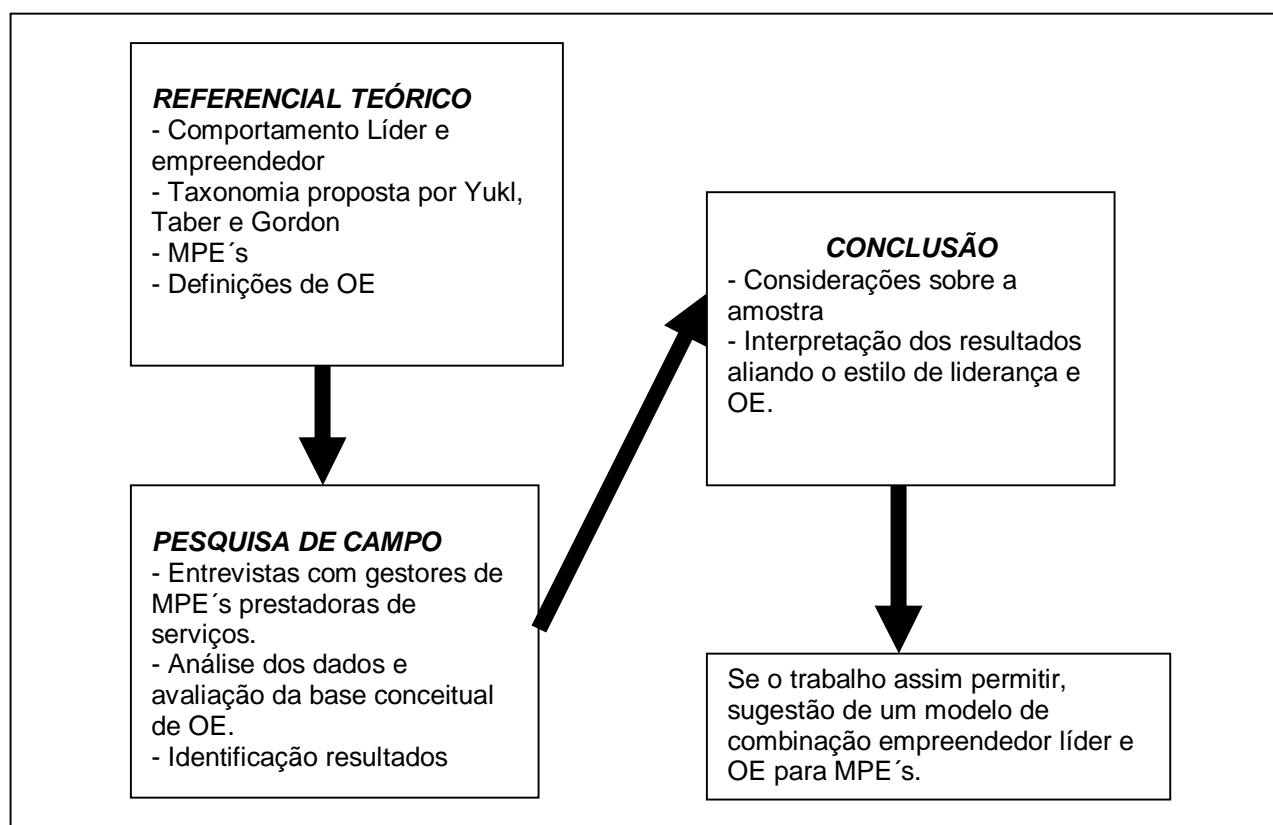 REFERENCIAL TEÓRICO
- Comportamento Líder e
empreendedor
- Taxonomia proposta por Yukl,
Taber e Gordon
- MPE´s
- Definições de OE
PESQUISA DE CAMPO
- Entrevistas com gestores de
MPE´s prestadoras de
serviços.
- Análise dos dados e
avaliação da base conceitual
de OE.
- Identificação resultados
CONCLUSÃO
- Considerações sobre a
amostra
- Interpretação dos resultados
aliando o estilo de liderança e
OE.
Se o trabalho assim permitir,
sugestão de um modelo de
combinação empreendedor líder e
OE para MPE´s.